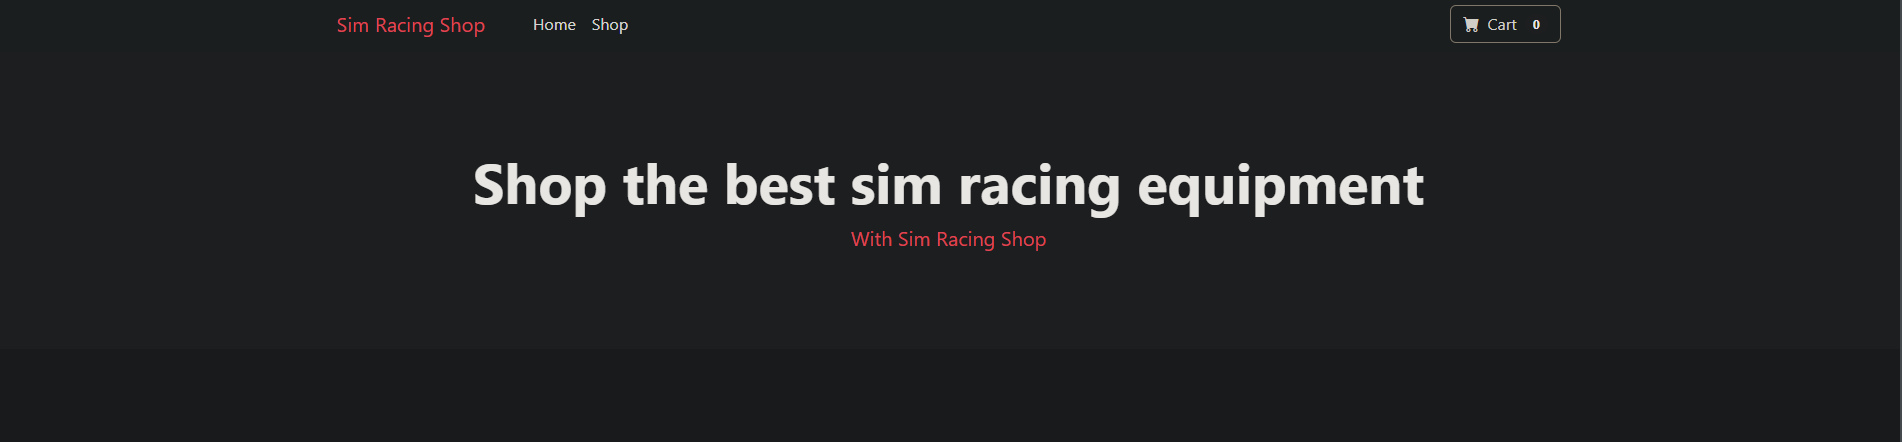 Sim Racing Shop Home Shop Cart 0
Shop the best sim racing equipment
With Sim Racing Shop